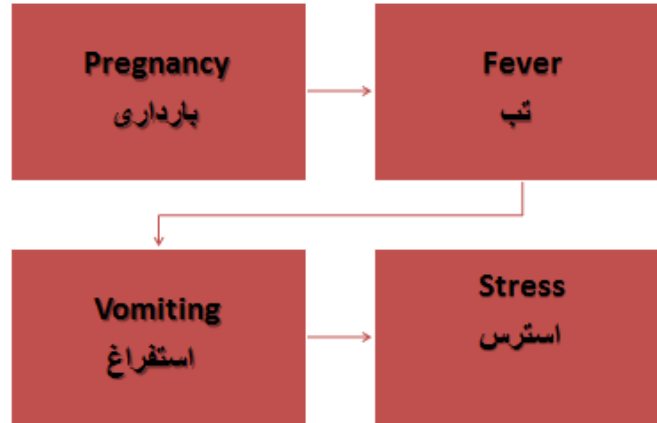 Pregnancy
بارداری
Fever
تب
Vomiting
استفراغ
Stress
استرس